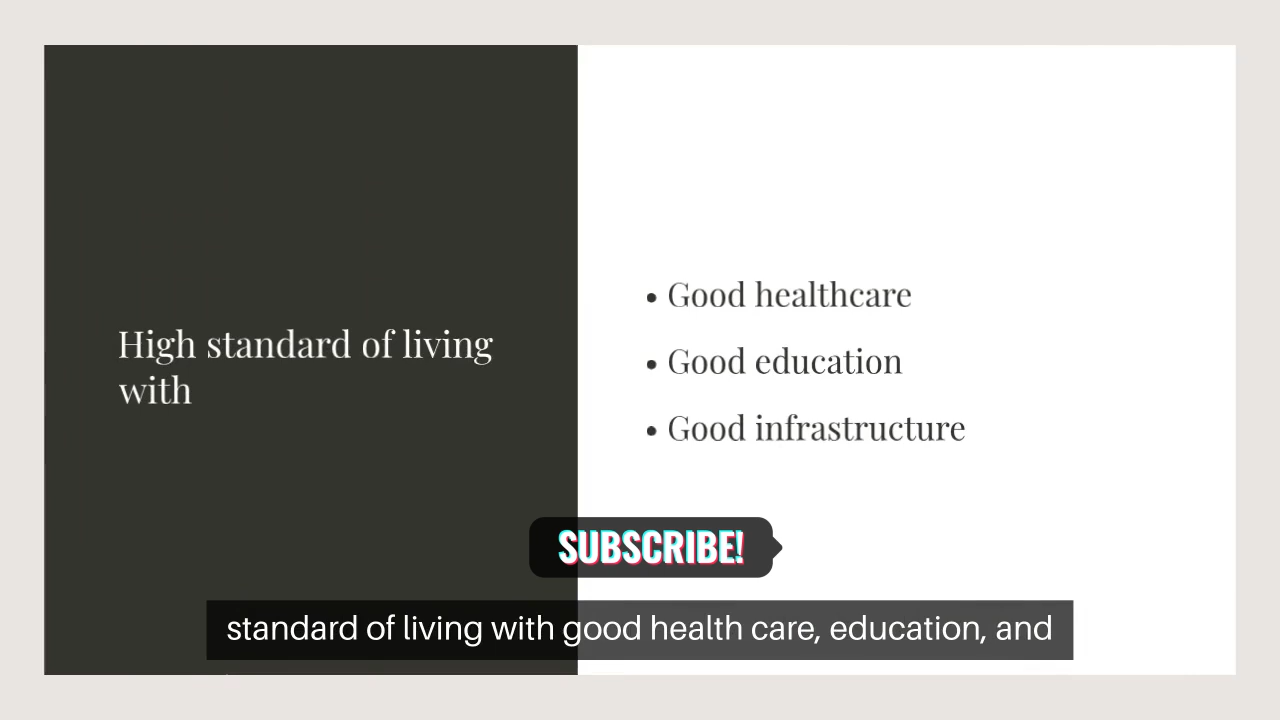 High standard of living
with
• Good healthcare
• Good education
• Good infrastructure
SUBSCRIBE!
standard of living with good health care, education, and